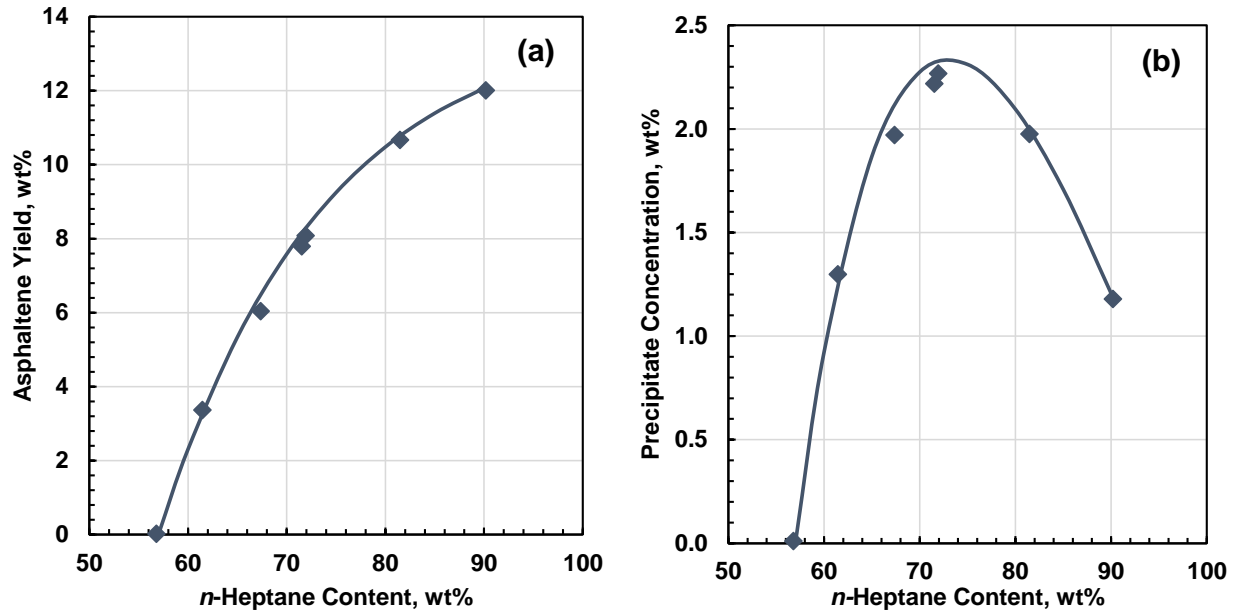 (a)
Asphaltene Yield, wt%
14
12
10
8
6
4
2
0
50 60 70 80 90 100
n-Heptane Content, wt%
(b)
Precipitate Concentration, wt%
2.5
2.0
1.5
1.0
0.5
0.0
50 60 70 80 90 100
n-Heptane Content, wt%